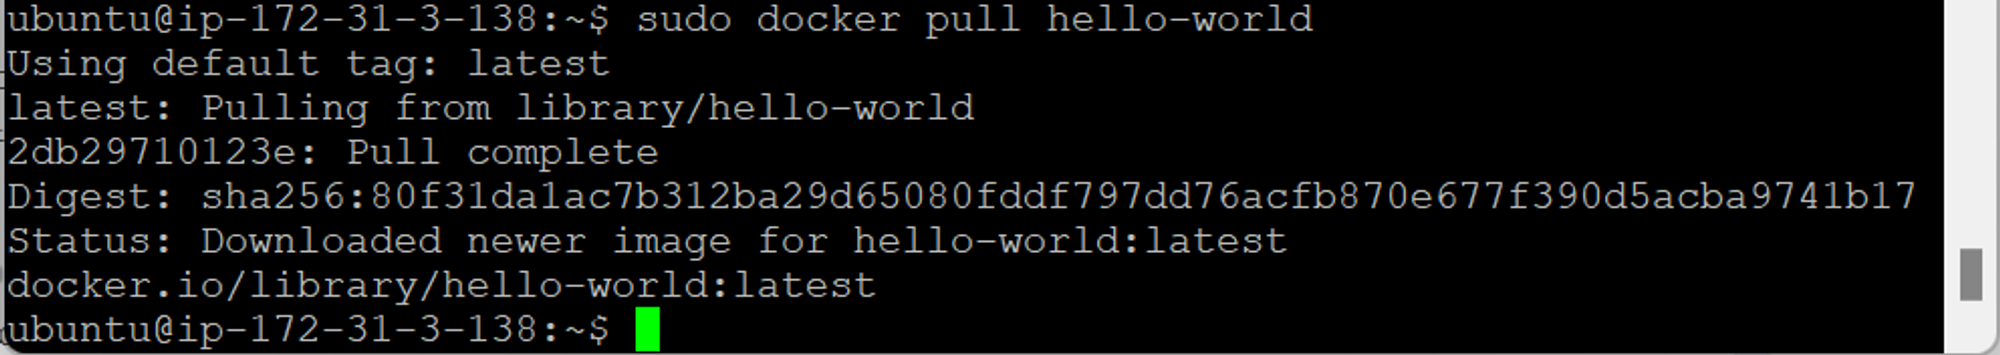 ubuntu@ip-172-31-3-138:~$ sudo docker pull hello-world
Using default tag: latest
latest: Pulling from library/hello-world
2db29710123e: Pull complete
Digest: sha256:80f31da1ac7b312ba29d65080fddf797dd76acfb870e677f390d5acba9741b17
Status: Downloaded newer image for hello-world:latest
docker.io/library/hello-world:latest
ubuntu@ip-172-31-3-138:~$